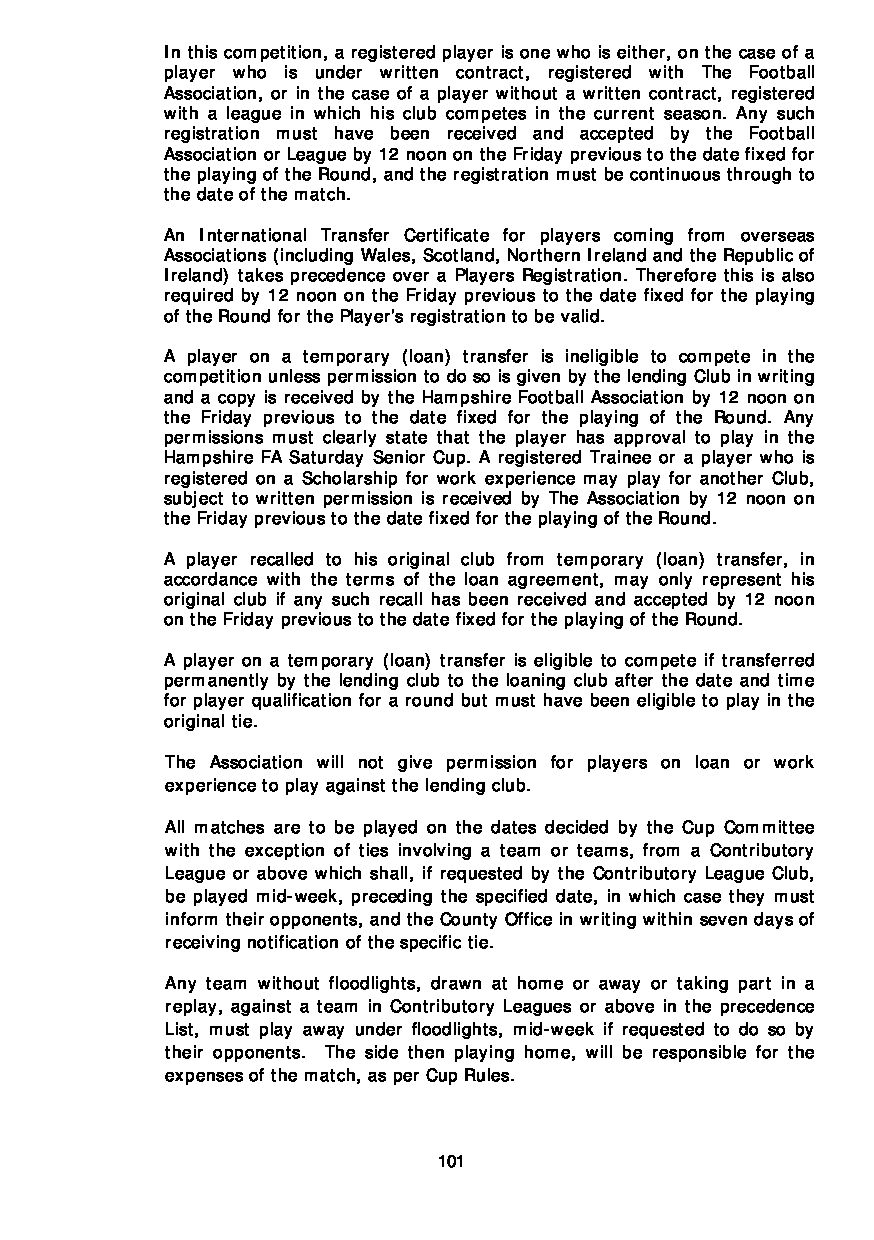 In this competition, a registered player is one who is either, on the case of a
player who is under written contract, registered with The Football
Association, or in the case of a player without a written contract, registered
with a league in which his club competes in the current season. Any such
registration must have been received and accepted by the Football
Association or League by 12 noon on the Friday previous to the date fixed for
the playing of the Round, and the registration must be continuous through to
the date of the match.
An International Transfer Certificate for players coming from overseas
Associations (including Wales, Scotland, Northern Ireland and the Republic of
Ireland) takes precedence over a Players Registration. Therefore this is also
required by 12 noon on the Friday previous to the date fixed for the playing
of the Round for the Player's registration to be valid.
A player on a temporary (loan) transfer is ineligible to compete in the
competition unless permission to do so is given by the lending Club in writing
and a copy is received by the Hampshire Football Association by 12 noon on
the Friday previous to the date fixed for the playing of the Round. Any
permissions must clearly state that the player has approval to play in the
Hampshire FA Saturday Senior Cup. A registered Trainee or a player who is
registered on a Scholarship for work experience may play for another Club,
subject to written permission is received by The Association by 12 noon on
the Friday previous to the date fixed for the playing of the Round.
A player recalled to his original club from temporary (loan) transfer, in
accordance with the terms of the loan agreement, may only represent his
original club if any such recall has been received and accepted by 12 noon
on the Friday previous to the date fixed for the playing of the Round.
A player on a temporary (loan) transfer is eligible to compete if transferred
permanently by the lending club to the loaning club after the date and time
for player qualification for a round but must have been eligible to play in the
original tie.
The Association will not give permission for players on loan or work
experience to play against the lending club.
All matches are to be played on the dates decided by the Cup Committee
with the exception of ties involving a team or teams, from a Contributory
League or above which shall, if requested by the Contributory League Club,
be played mid-week, preceding the specified date, in which case they must
inform their opponents, and the County Office in writing within seven days of
receiving notification of the specific tie.
Any team without floodlights, drawn at home or away or taking part in a
replay, against a team in Contributory Leagues or above in the precedence
List, must play away under floodlights, mid-week if requested to do so by
their opponents. The side then playing home, will be responsible for the
expenses of the match, as per Cup Rules.
101